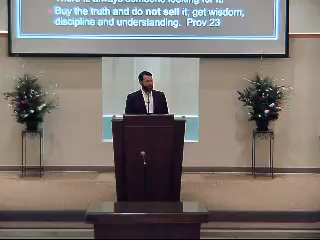 There is always someone looking for it.
Buy the truth and do not sell it; get wisdom,
discipline and understanding. Prov.23